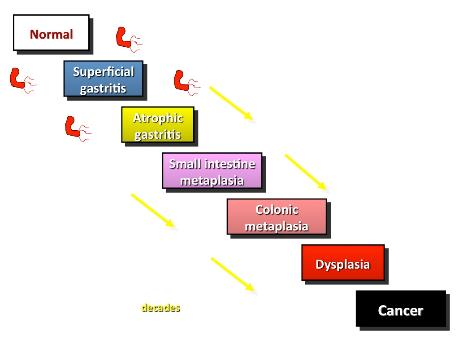 Normal
Superficial
gastritis
Atrophic
gastritis
Small intestine
metaplasia
Colonic
metaplasia
Dysplasia
decades
Cancer